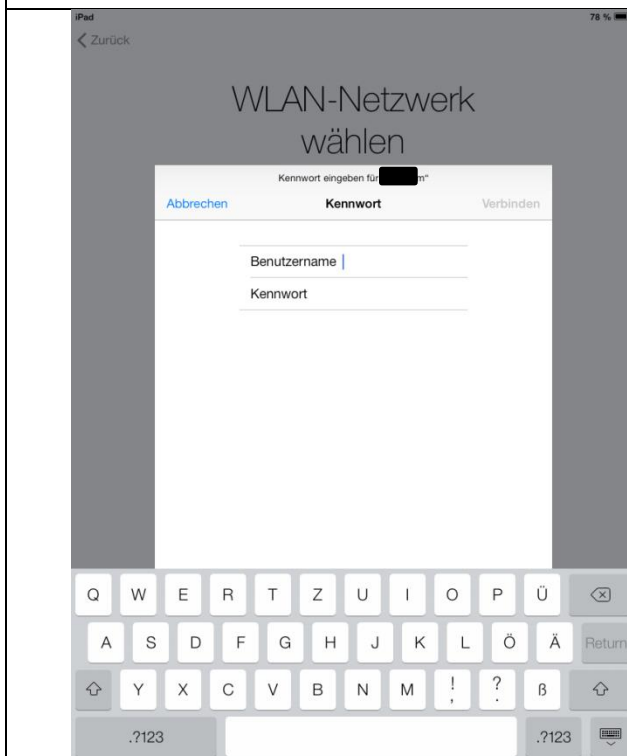 iPad
78 %
Zurück
WLAN-Netzwerk
wählen
Kennwort eingeben für m“
Abbrechen Kennwort Verbinden
Benutzername
Kennwort
Q W E R T Z U I O P Ü
A S D F G H J K L Ö Ä Return
Y X C V B N M ! , ? . ß
.?123 .?123